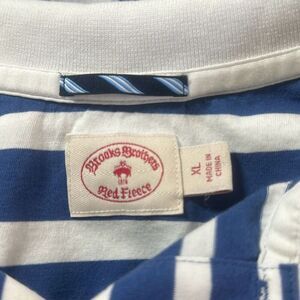 Brooks Brothers
1818
Red Fleece
XL
MADE IN
CHINA